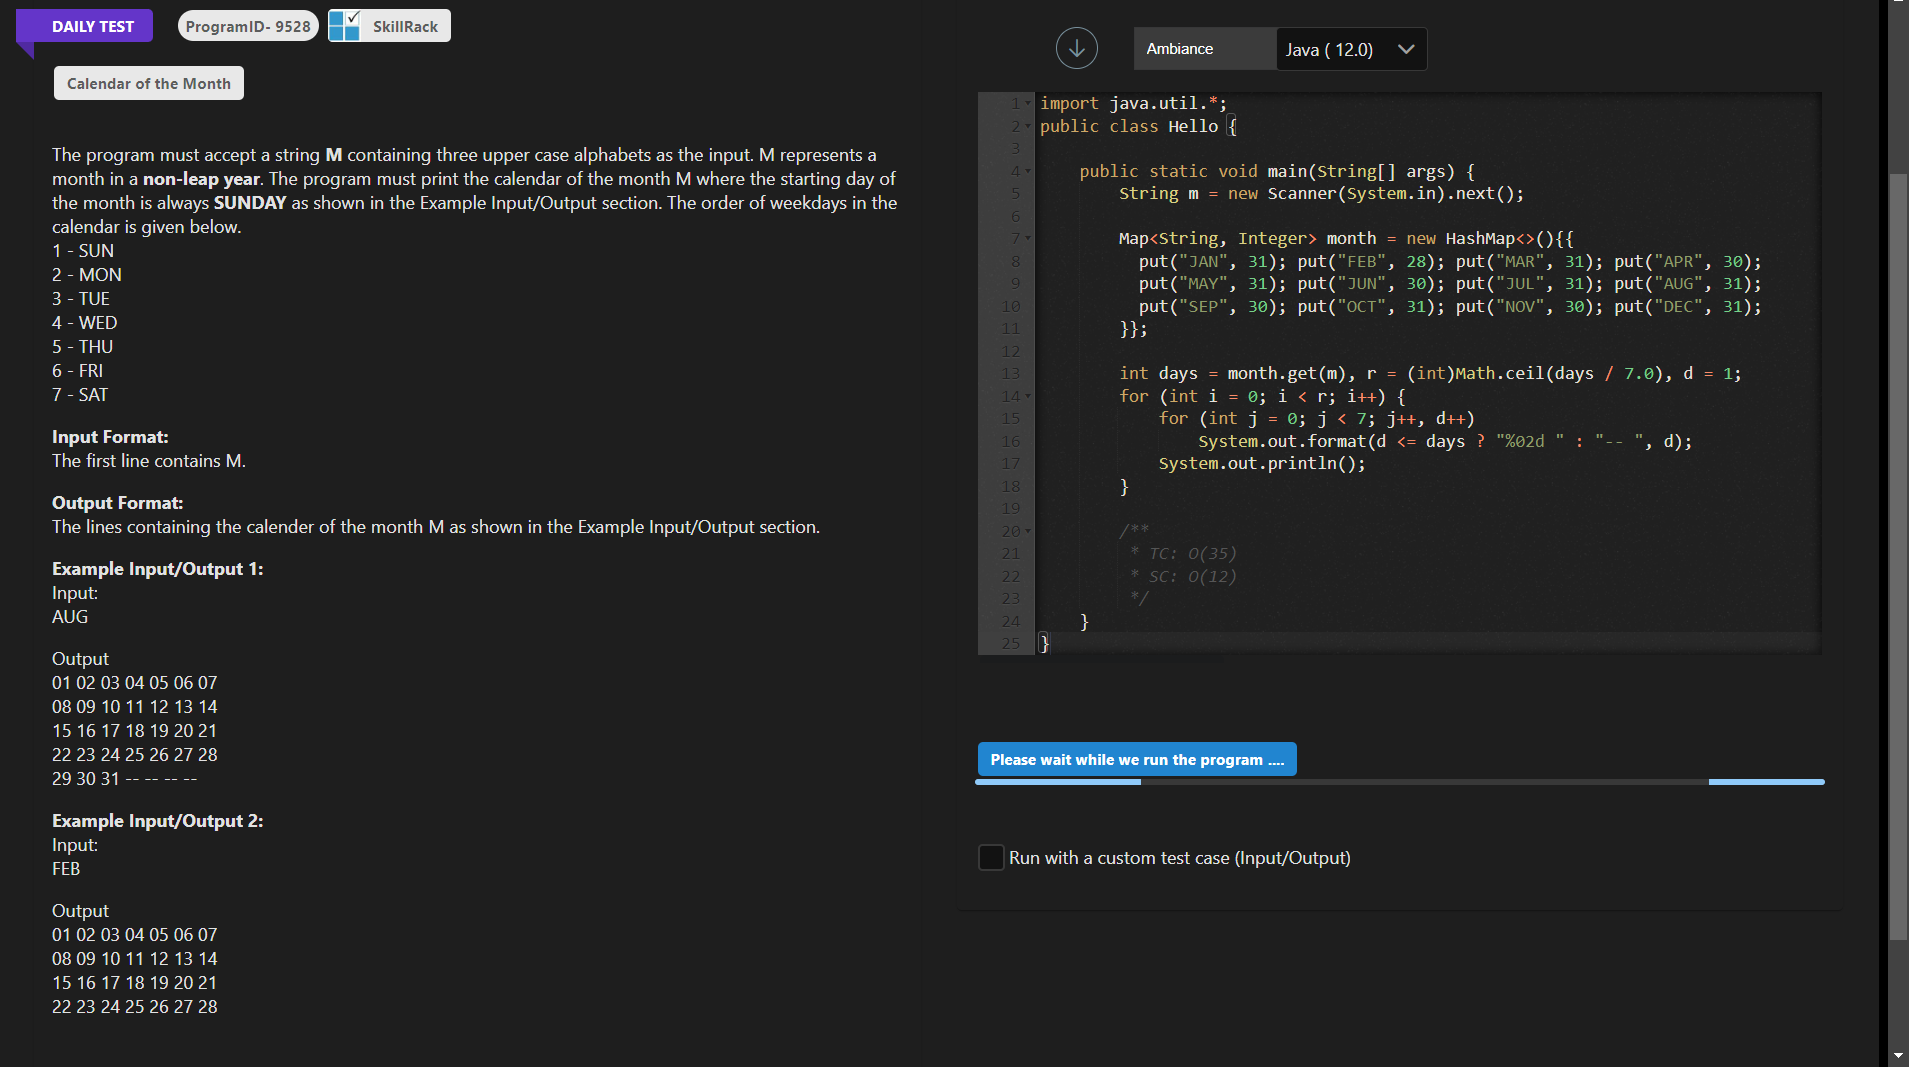 DAILY TEST
ProgramID- 9528
SkillRack
Calendar of the Month
The program must accept a string M containing three upper case alphabets as the input. M represents a
month in a non-leap year. The program must print the calendar of the month M where the starting day of
the month is always SUNDAY as shown in the Example Input/Output section. The order of weekdays in the
calendar is given below.
1 - SUN
2 - MON
3 - TUE
4 - WED
5 - THU
6 - FRI
7 - SAT
Input Format:
The first line contains M.
Output Format:
The lines containing the calender of the month M as shown in the Example Input/Output section.
Example Input/Output 1:
Input:
AUG
Output
01 02 03 04 05 06 07
08 09 10 11 12 13 14
15 16 17 18 19 20 21
22 23 24 25 26 27 28
29 30 31 -- -- -- --
Example Input/Output 2:
Input:
FEB
Output
01 02 03 04 05 06 07
08 09 10 11 12 13 14
15 16 17 18 19 20 21
22 23 24 25 26 27 28
Ambiance
Java ( 12.0)
1 import java.util.*;
2 public class Hello {
3
4 public static void main(String[] args) {
5 String m = new Scanner(System.in).next();
6
7 Map<String, Integer> month = new HashMap<>(){{
8 put("JAN", 31); put("FEB", 28); put("MAR", 31); put("APR", 30);
9 put("MAY", 31); put("JUN", 30); put("JUL", 31); put("AUG", 31);
10 put("SEP", 30); put("OCT", 31); put("NOV", 30); put("DEC", 31);
11 }};
12
13 int days = month.get(m), r = (int)Math.ceil(days / 7.0), d = 1;
14 for (int i = 0; i < r; i++) {
15 for (int j = 0; j < 7; j++, d++)
16 System.out.format(d <= days ? "%02d " : "-- ", d);
17 System.out.println();
18 }
19
20 /**
21 * TC: O(35)
22 * SC: O(12)
23 */
24 }
25 }
Please wait while we run the program ....
Run with a custom test case (Input/Output)